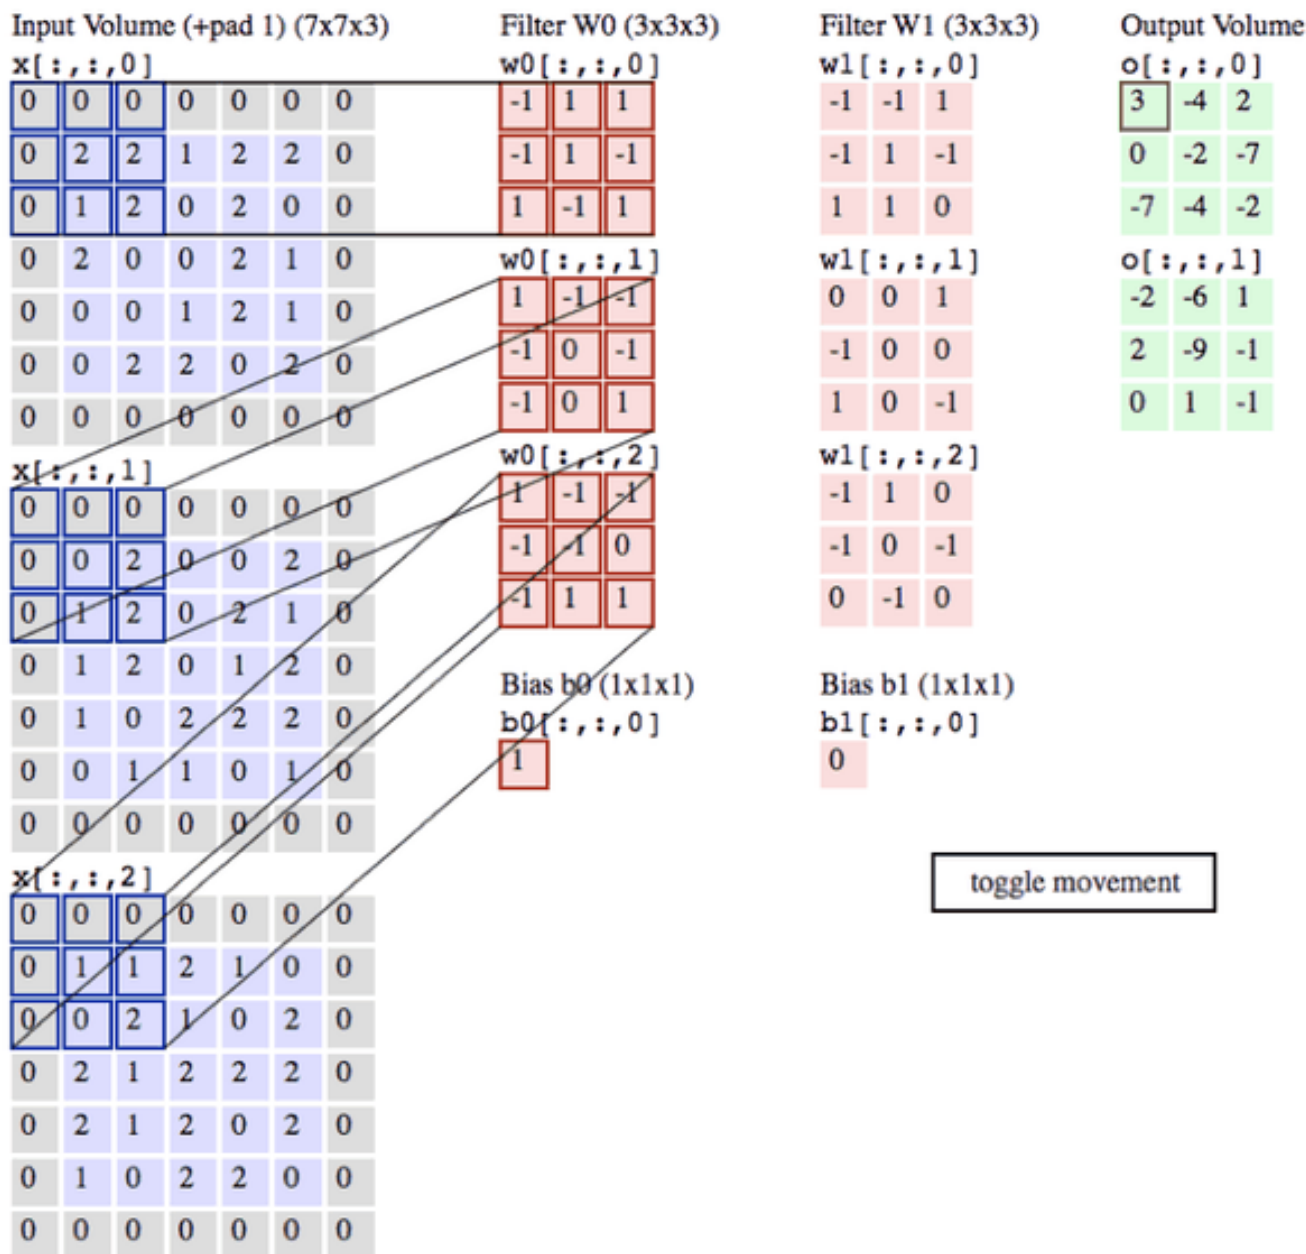 Input Volume (+pad 1) (7x7x3)
x[:,:,0]
0 0 0 0 0 0 0
0 2 2 1 2 2 0
0 1 2 0 2 0 0
0 2 0 0 2 1 0
0 0 0 1 2 1 0
0 0 2 2 0 2 0
0 0 0 0 0 0 0
x[:,:,1]
0 0 0 0 0 0 0
0 0 2 0 0 2 0
0 1 2 0 2 1 0
0 1 2 0 1 2 0
0 1 0 2 2 2 0
0 0 1 1 0 1 0
0 0 0 0 0 0 0
x[:,:,2]
0 0 0 0 0 0 0
0 1 1 2 1 0 0
0 0 2 1 0 2 0
0 2 1 2 2 2 0
0 2 1 2 0 2 0
0 1 0 2 2 0 0
0 0 0 0 0 0 0
Filter W0 (3x3x3)
w0[:,:,0]
-1 1 1
-1 1 -1
1 -1 1
w0[:,:,1]
1 -1 -1
-1 0 -1
-1 0 1
w0[:,:,2]
1 -1 -1
-1 -1 0
-1 1 1
Bias b0 (1x1x1)
b0[:,:,0]
1
Filter W1 (3x3x3)
w1[:,:,0]
-1 -1 1
-1 1 -1
1 1 0
w1[:,:,1]
0 0 1
-1 0 0
1 0 -1
w1[:,:,2]
-1 1 0
-1 0 -1
0 -1 0
Bias b1 (1x1x1)
b1[:,:,0]
0
Output Volume
o[:,:,0]
3 -4 2
0 -2 -7
-7 -4 -2
o[:,:,1]
-2 -6 1
2 -9 -1
0 1 -1
toggle movement